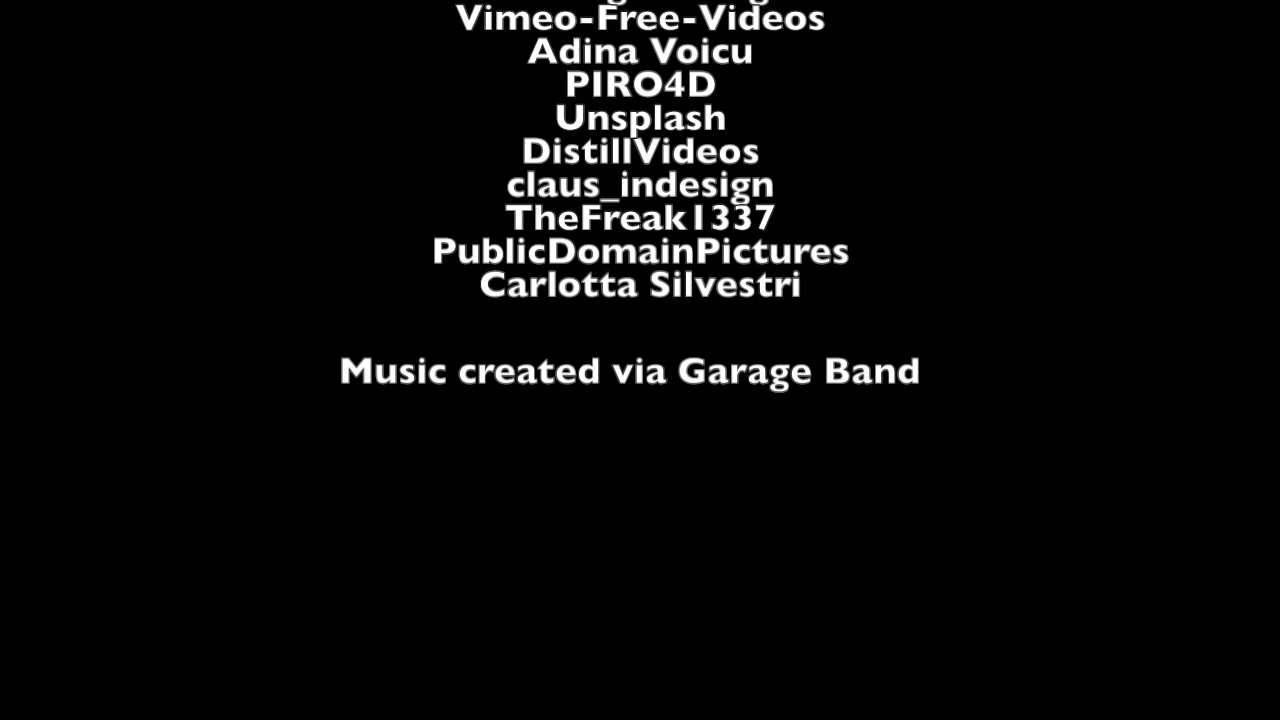 Vimeo-Free-Videos
Adina Voicu
PIRO4D
Unsplash
DistillVideos
claus_indesign
TheFreak1337
PublicDomainPictures
Carlotta Silvestri
Music created via Garage Band